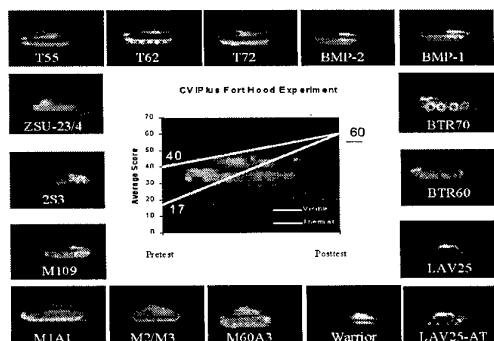 T55 T62 T72 BMP-2 BMP-1
CVIPlus Fort Hood Experiment
ZSU-23/4
BTR70
70
60
50
40
30
20
10
0
Average Score
40
60
17
Visible
Thermal
Pretest Posttest
2S3
BTR60
M109
LAV25
M1A1 M2/M3 M60A3 Warrior LAV25-AT